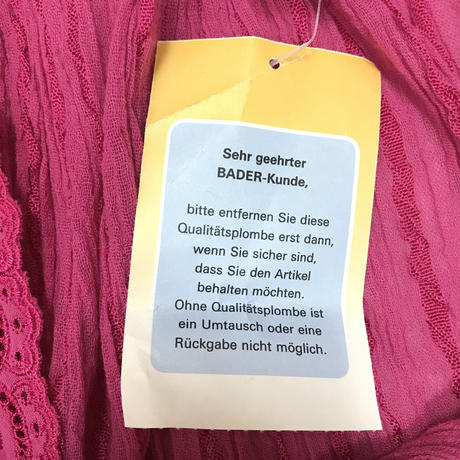 Sehr geehrter
BADER-Kunde,
bitte entfernen Sie diese
Qualitätsplombe erst dann,
wenn Sie sicher sind,
dass Sie den Artikel
behalten möchten.
Ohne Qualitätsplombe ist
ein Umtausch oder eine
Rückgabe nicht möglich.